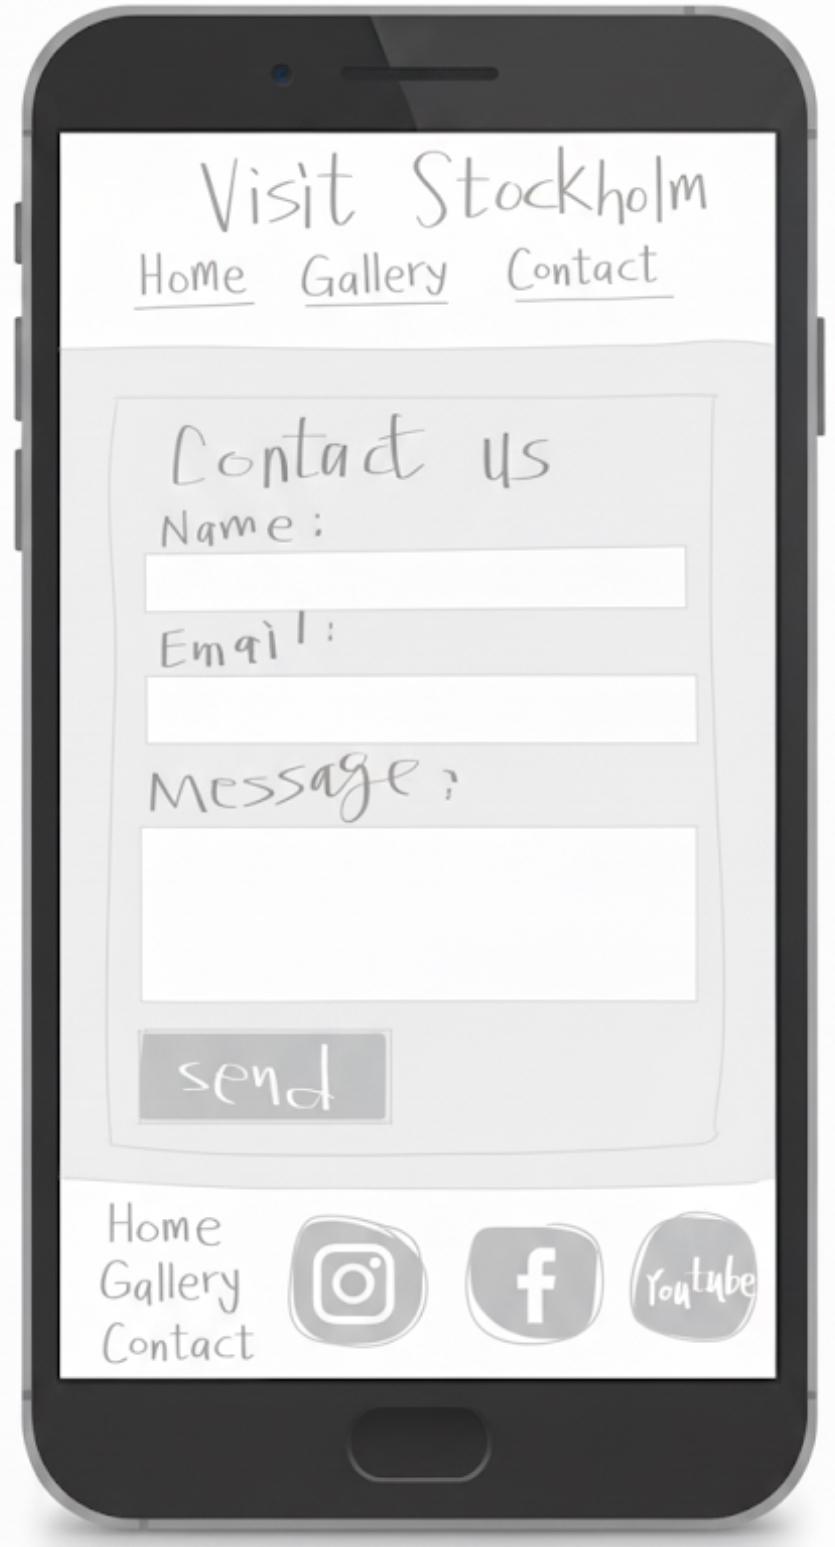 Visit Stockholm
Home Gallery Contact
Contact us
Name:
Email:
Message:
send
Home
Gallery
Contact
Youtube